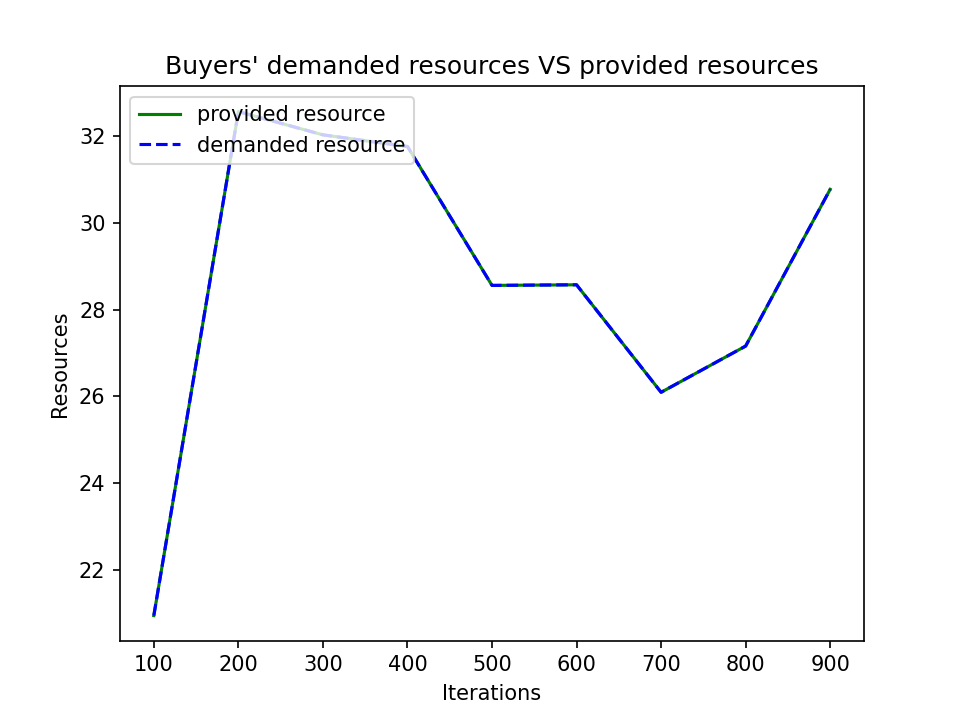 Buyers' demanded resources VS provided resources
provided resource
demanded resource
32
30
28
26
24
22
Resources
100 200 300 400 500 600 700 800 900
Iterations